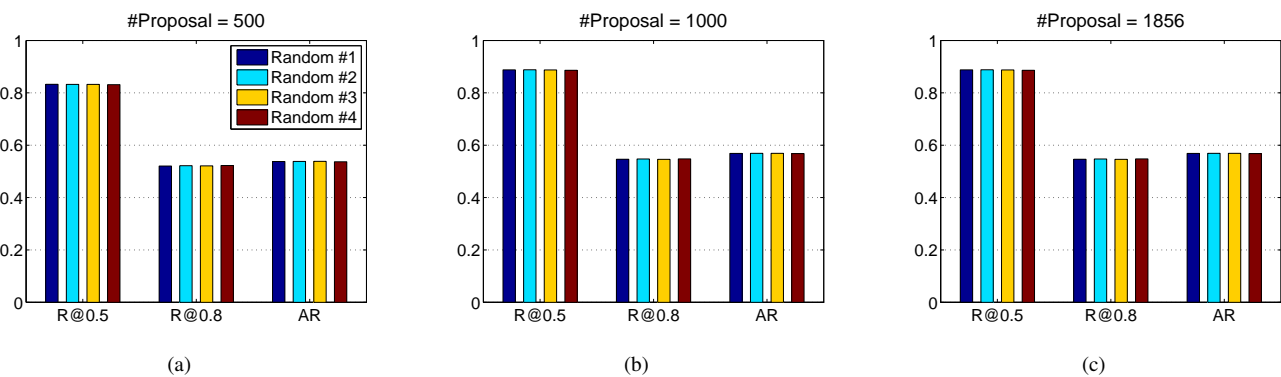 #Proposal = 500
1
0.8
0.6
0.4
0.2
0
R@0.5 R@0.8 AR
Random #1
Random #2
Random #3
Random #4
(a)
#Proposal = 1000
1
0.8
0.6
0.4
0.2
0
R@0.5 R@0.8 AR
(b)
#Proposal = 1856
1
0.8
0.6
0.4
0.2
0
R@0.5 R@0.8 AR
(c)